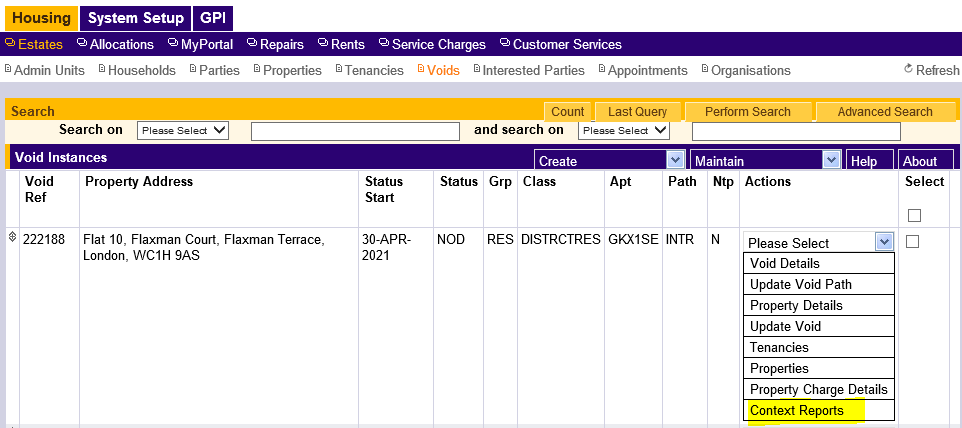 Housing System Setup GPI
Estates Allocations MyPortal Repairs Rents Service Charges Customer Services
Admin Units Households Parties Properties Tenancies Voids Interested Parties Appointments Organisations Refresh
Search Count Last Query Perform Search Advanced Search
Search on Please Select and search on Please Select
Void Instances Create Maintain Help About
Void Property Address Status Status Grp Class Apt Path Ntp Actions Select
Ref Start
222188 Flat 10, Flaxman Court, Flaxman Terrace, 30-APR- NOD RES DISTRCTRES GKX1SE INTR N Please Select
London, WC1H 9AS 2021
Void Details
Update Void Path
Property Details
Update Void
Tenancies
Properties
Property Charge Details
Context Reports